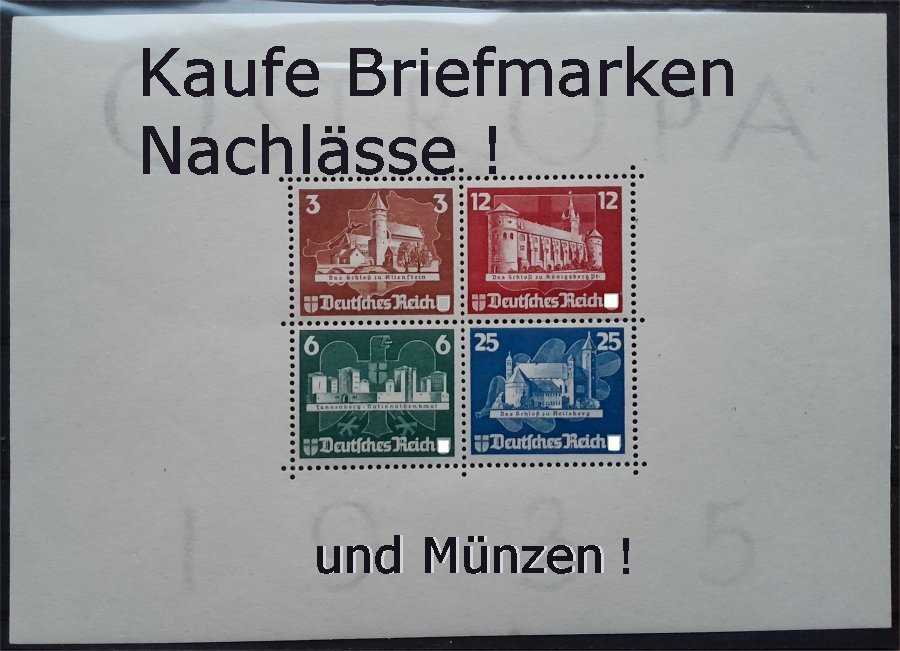 OSTROPA
Kaufe Briefmarken
Nachlässe !
3 3
Das Schloß zu Allenstein
Deutsches Reich
12 12
Das Schloß zu Königsberg Pr.
Deutsches Reich
6 6
Tannenberg-Nationaldenkmal
Deutsches Reich
25 25
Das Schloß zu Heilsberg
Deutsches Reich
1935
und Münzen !